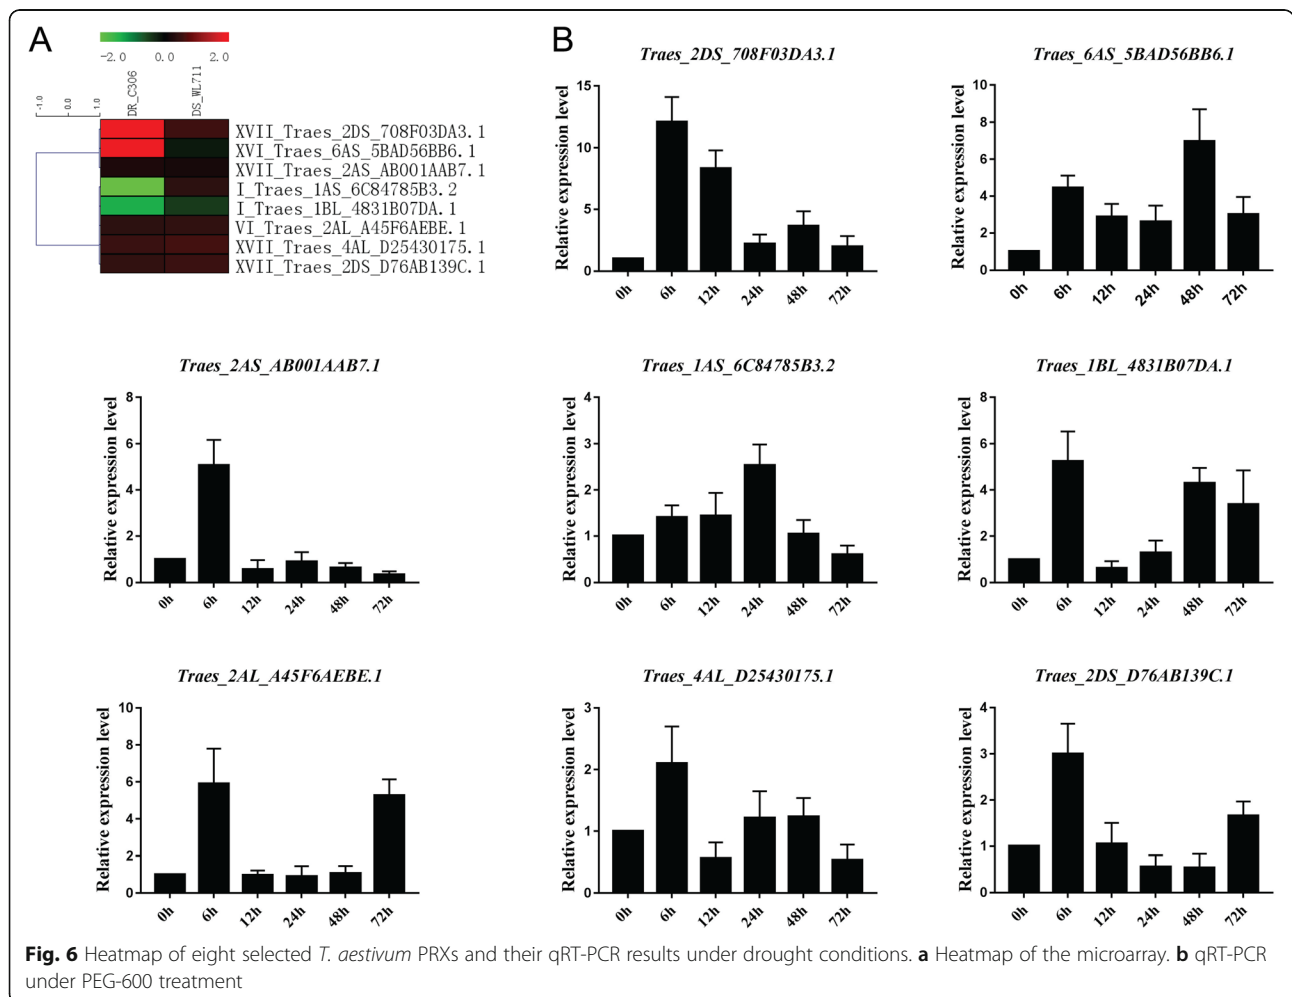 A
-2.0 0.0 2.0
-1.0 0.0 1.0
DR_C306 DS_WL711
XVII_Traes_2DS_708F03DA3.1
XVI_Traes_6AS_5BAD56BB6.1
XVII_Traes_2AS_AB001AAB7.1
I_Traes_1AS_6C84785B3.2
I_Traes_1BL_4831B07DA.1
VI_Traes_2AL_A45F6AEBE.1
XVII_Traes_4AL_D25430175.1
XVII_Traes_2DS_D76AB139C.1
B
Traes_2DS_708F03DA3.1
Relative expression level
15
10
5
0
0h 6h 12h 24h 48h 72h
Traes_6AS_5BAD56BB6.1
Relative expression level
10
8
6
4
2
0
0h 6h 12h 24h 48h 72h
Traes_2AS_AB001AAB7.1
Relative expression level
8
6
4
2
0
0h 6h 12h 24h 48h 72h
Traes_1AS_6C84785B3.2
Relative expression level
4
3
2
1
0
0h 6h 12h 24h 48h 72h
Traes_1BL_4831B07DA.1
Relative expression level
8
6
4
2
0
0h 6h 12h 24h 48h 72h
Traes_2AL_A45F6AEBE.1
Relative expression level
10
8
6
4
2
0
0h 6h 12h 24h 48h 72h
Traes_4AL_D25430175.1
Relative expression level
3
2
1
0
0h 6h 12h 24h 48h 72h
Traes_2DS_D76AB139C.1
Relative expression level
4
3
2
1
0
0h 6h 12h 24h 48h 72h
Fig. 6 Heatmap of eight selected T. aestivum PRXs and their qRT-PCR results under drought conditions. a Heatmap of the microarray. b qRT-PCR
under PEG-600 treatment